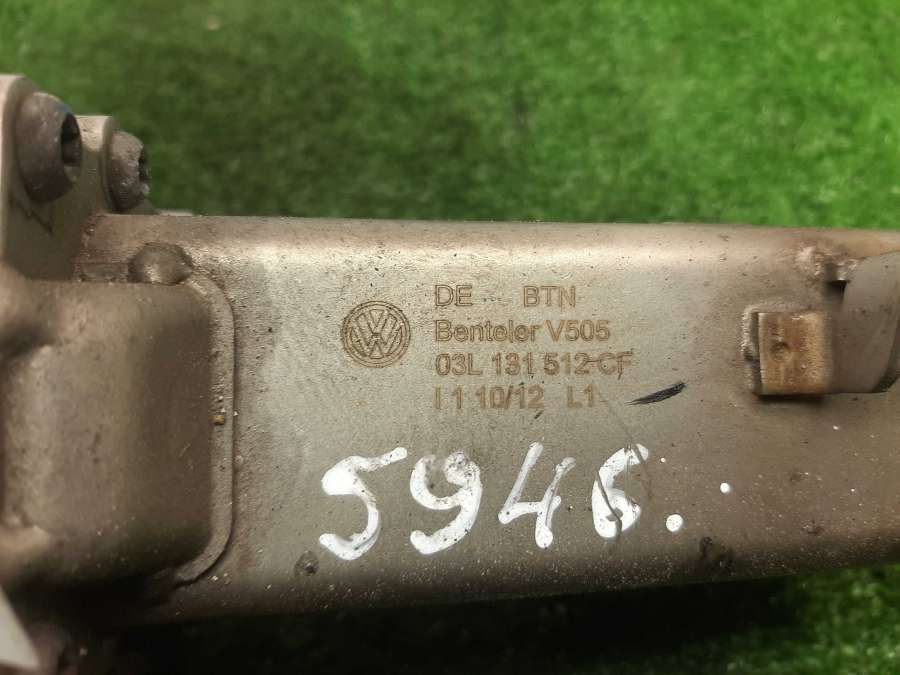 DE BTN
Benteler V505
03L 131 512 CF
I 1 10/12 L1
5946.